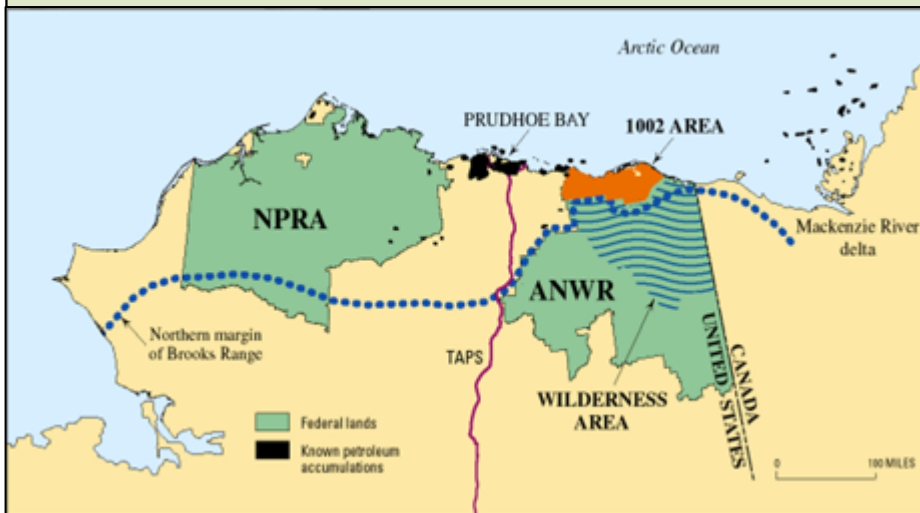 Arctic Ocean
PRUDHOE BAY
1002 AREA
NPRA
Mackenzie River
delta
ANWR
Northern margin
of Brooks Range
TAPS
CANADA
UNITED STATES
WILDERNESS
AREA
Federal lands
Known petroleum
accumulations
0 100 MILES